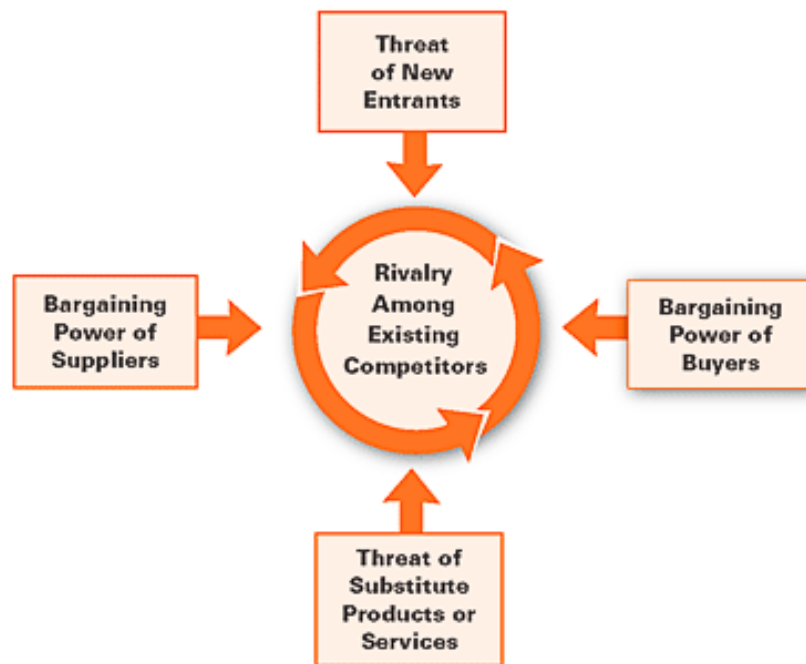 Threat
of New
Entrants
Bargaining
Power of
Suppliers
Rivalry
Among
Existing
Competitors
Bargaining
Power of
Buyers
Threat of
Substitute
Products or
Services